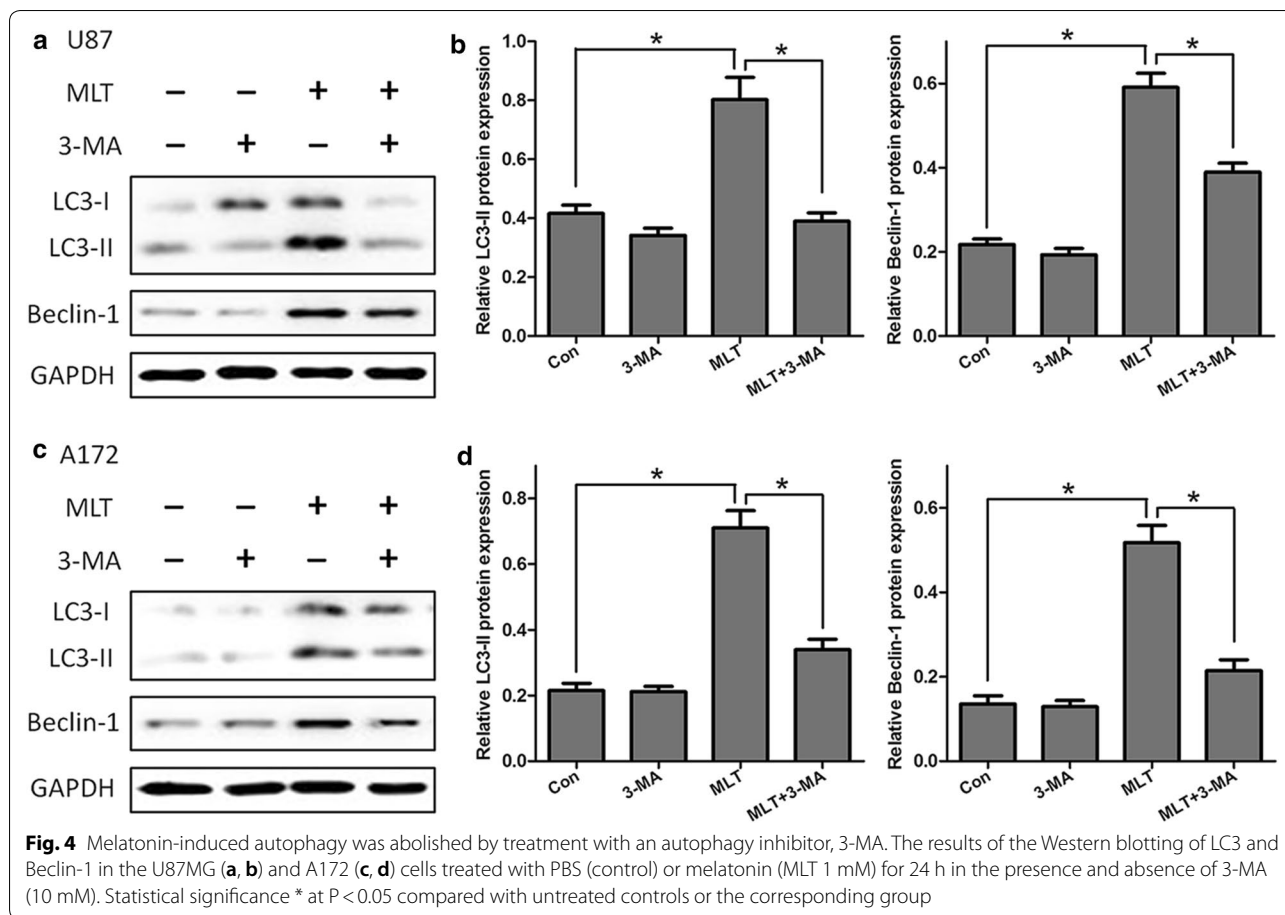 a U87
MLT − − + +
3-MA − + − +
LC3-I
LC3-II
Beclin-1
GAPDH
b
Relative LC3-II protein expression
1.0
0.8
0.6
0.4
0.2
0.0
* *
Con 3-MA MLT MLT+3-MA
Relative Beclin-1 protein expression
0.6
0.4
0.2
0.0
* *
Con 3-MA MLT MLT+3-MA
c A172
MLT − − + +
3-MA − + − +
LC3-I
LC3-II
Beclin-1
GAPDH
d
Relative LC3-II protein expression
0.8
0.6
0.4
0.2
0.0
* *
Con 3-MA MLT MLT+3-MA
Relative Beclin-1 protein expression
0.6
0.4
0.2
0.0
* *
Con 3-MA MLT MLT+3-MA
Fig. 4 Melatonin-induced autophagy was abolished by treatment with an autophagy inhibitor, 3-MA. The results of the Western blotting of LC3 and
Beclin-1 in the U87MG (a, b) and A172 (c, d) cells treated with PBS (control) or melatonin (MLT 1 mM) for 24 h in the presence and absence of 3-MA
(10 mM). Statistical significance * at P < 0.05 compared with untreated controls or the corresponding group